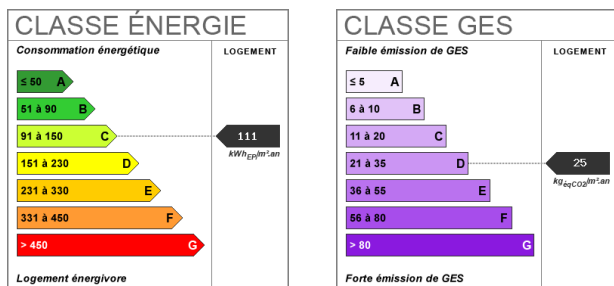 CLASSE ÉNERGIE
Consommation énergétique
LOGEMENT
≤ 50 A
51 à 90 B
91 à 150 C
111
kWhEP/m².an
151 à 230 D
231 à 330 E
331 à 450 F
> 450 G
Logement énergivore
CLASSE GES
Faible émission de GES
LOGEMENT
≤ 5 A
6 à 10 B
11 à 20 C
21 à 35 D
25
kgéqCO2/m².an
36 à 55 E
56 à 80 F
> 80 G
Forte émission de GES